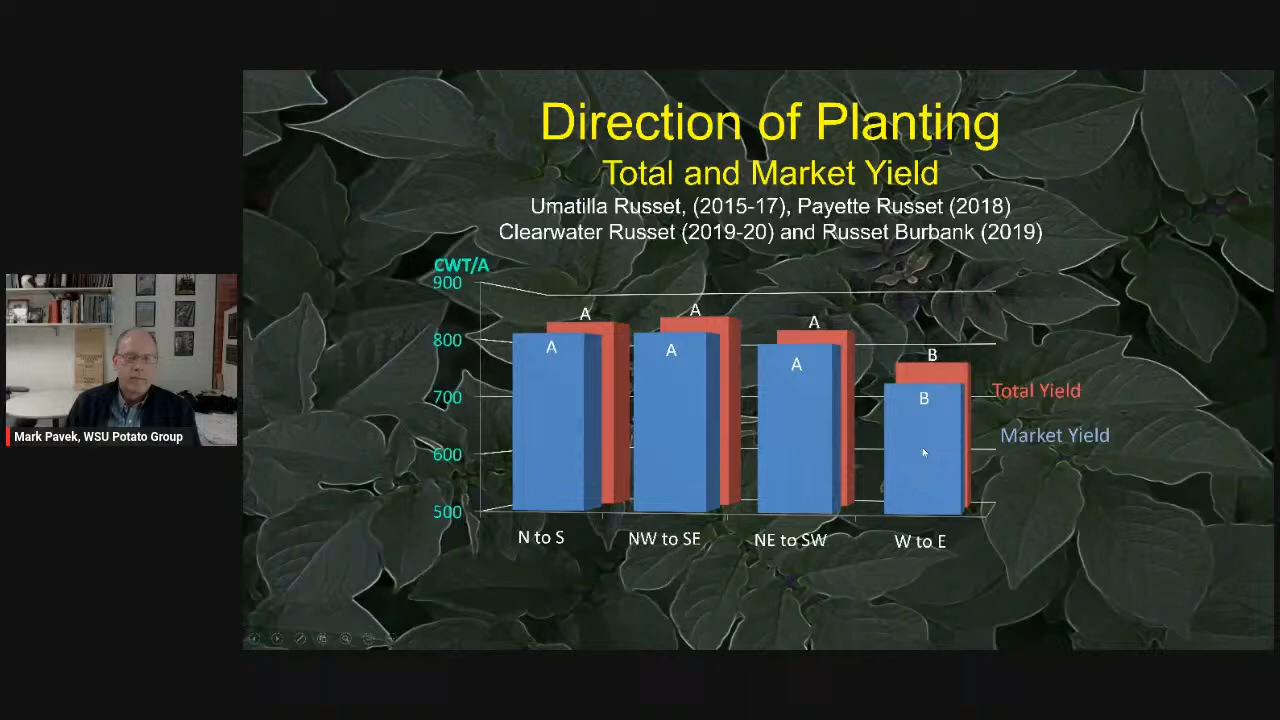 Direction of Planting
Total and Market Yield
Umatilla Russet, (2015-17), Payette Russet (2018)
Clearwater Russet (2019-20) and Russet Burbank (2019)
CWT/A
900
800
700
600
500
A
A
A
A
A
A
B
B
Total Yield
Market Yield
N to S
NW to SE
NE to SW
W to E
Mark Pavek, WSU Potato Group